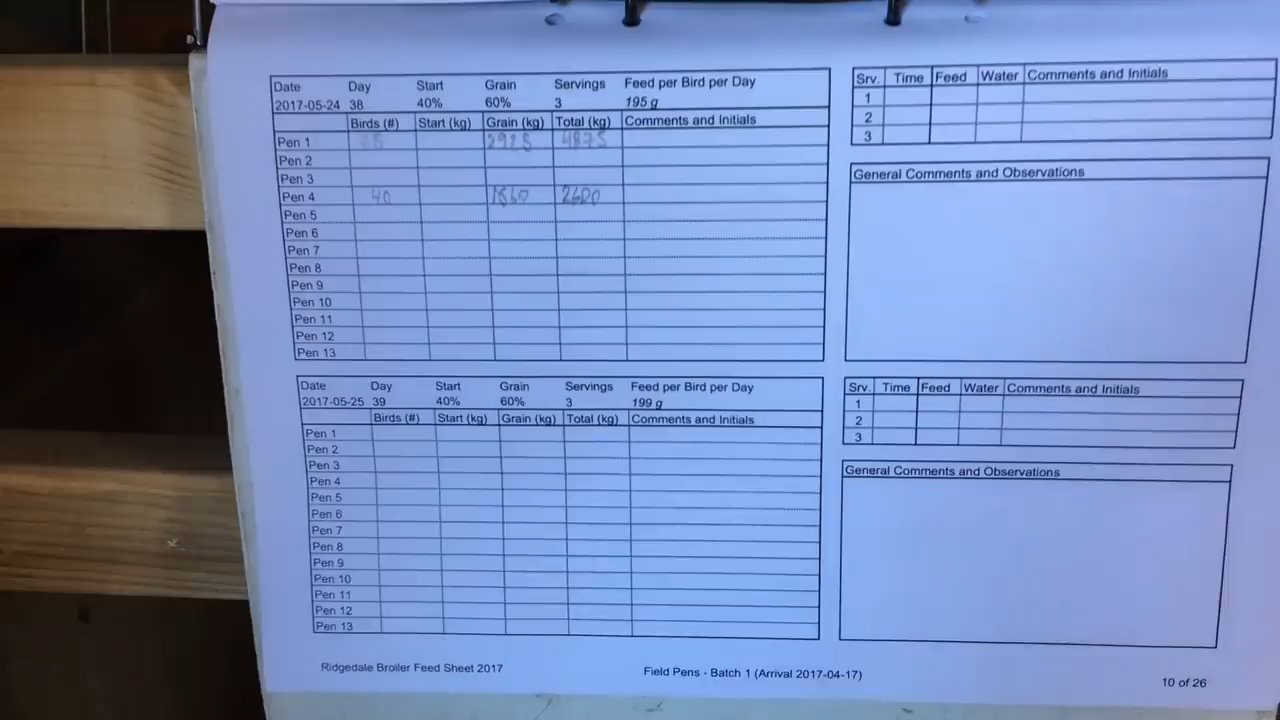 Date Day Start Grain Servings Feed per Bird per Day
2017-05-24 38 40% 60% 3 195 g
Birds (#) Start (kg) Grain (kg) Total (kg) Comments and Initials
Pen 1 2925 4875
Pen 2
Pen 3
Pen 4 40 2600
Pen 5
Pen 6
Pen 7
Pen 8
Pen 9
Pen 10
Pen 11
Pen 12
Pen 13
Srv. Time Feed Water Comments and Initials
1
2
3
General Comments and Observations
Date Day Start Grain Servings Feed per Bird per Day
2017-05-25 39 40% 60% 3 199 g
Birds (#) Start (kg) Grain (kg) Total (kg) Comments and Initials
Pen 1
Pen 2
Pen 3
Pen 4
Pen 5
Pen 6
Pen 7
Pen 8
Pen 9
Pen 10
Pen 11
Pen 12
Pen 13
Srv. Time Feed Water Comments and Initials
1
2
3
General Comments and Observations
Ridgedale Broiler Feed Sheet 2017 Field Pens - Batch 1 (Arrival 2017-04-17) 10 of 26